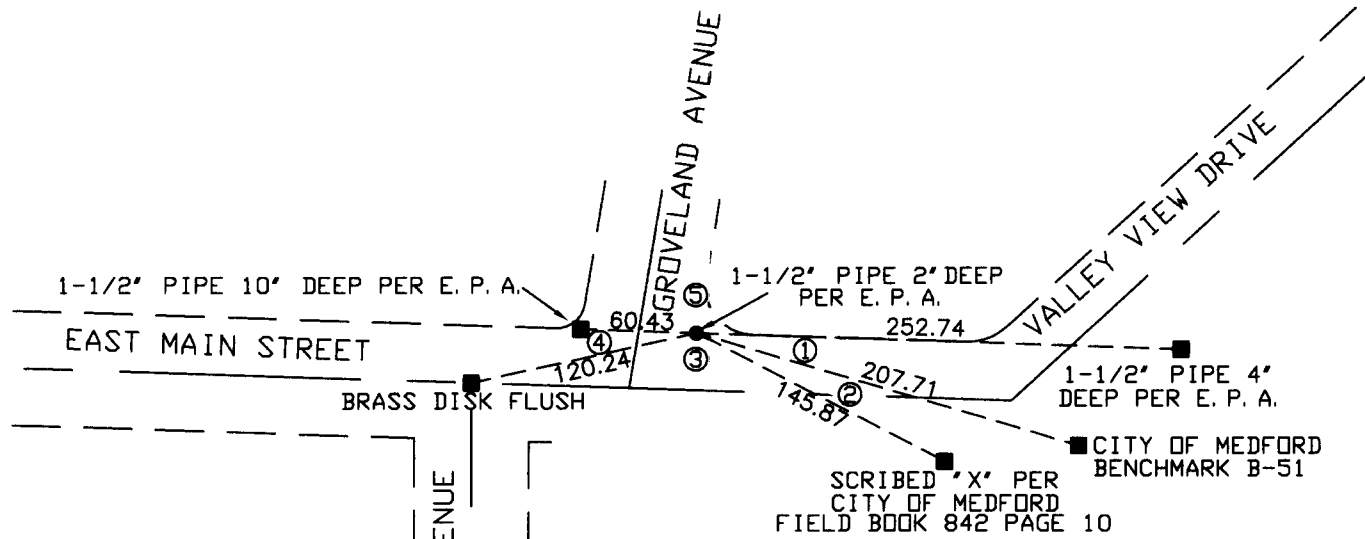 GROVELAND AVENUE
VALLEY VIEW DRIVE
1-1/2" PIPE 10" DEEP PER E.P.A.
1-1/2" PIPE 2" DEEP
PER E.P.A.
⑤
60.43
252.74
EAST MAIN STREET
④
③
①
120.24
207.71
②
145.87
1-1/2" PIPE 4"
DEEP PER E.P.A.
BRASS DISK FLUSH
CITY OF MEDFORD
BENCHMARK B-51
SCRIBED "X" PER
CITY OF MEDFORD
FIELD BOOK 842 PAGE 10
ENUE